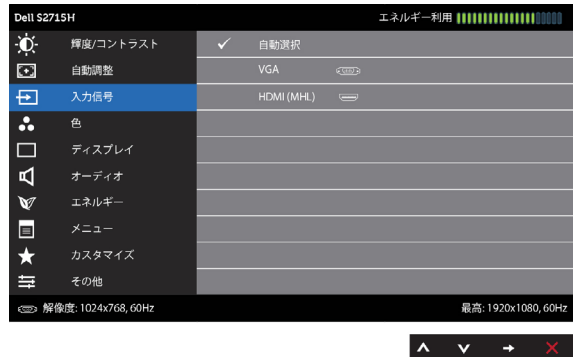 Dell S2715H エネルギー利用
輝度/コントラスト ✓ 自動選択
自動調整 VGA
入力信号 HDMI (MHL)
色
ディスプレイ
オーディオ
エネルギー
メニュー
カスタマイズ
その他
解像度: 1024x768, 60Hz 最高: 1920x1080, 60Hz